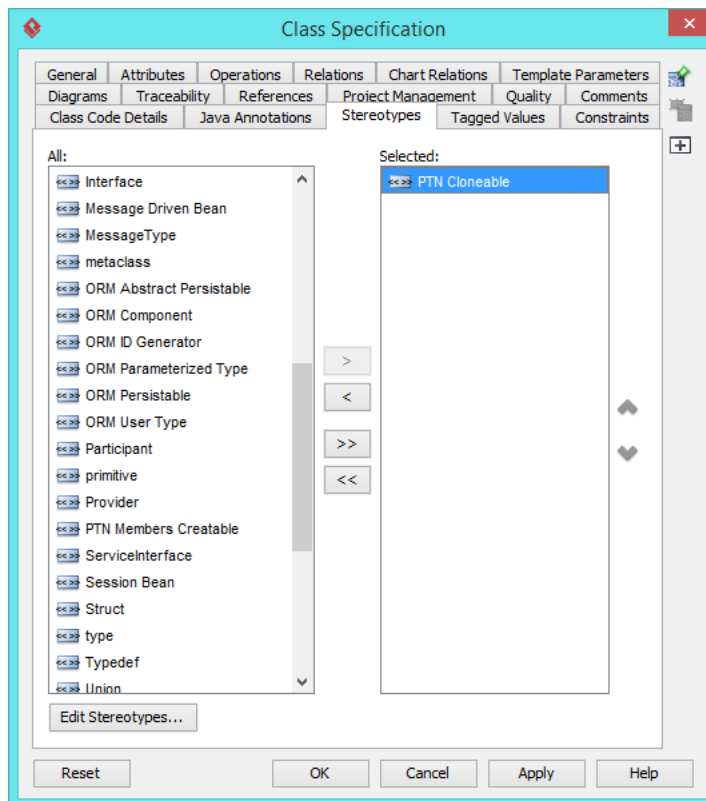 Class Specification
General Attributes Operations Relations Chart Relations Template Parameters
Diagrams Traceability References Project Management Quality Comments
Class Code Details Java Annotations Stereotypes Tagged Values Constraints
All:
Selected:
<<>> Interface
<<>> Message Driven Bean
<<>> MessageType
<<>> metaclass
<<>> ORM Abstract Persistable
<<>> ORM Component
<<>> ORM ID Generator
<<>> ORM Parameterized Type
<<>> ORM Persistable
<<>> ORM User Type
<<>> Participant
<<>> primitive
<<>> Provider
<<>> PTN Members Creatable
<<>> ServiceInterface
<<>> Session Bean
<<>> Struct
<<>> type
<<>> Typedef
<<>> Union
>
<
>>
<<
<<>> PTN Cloneable
Edit Stereotypes...
Reset OK Cancel Apply Help